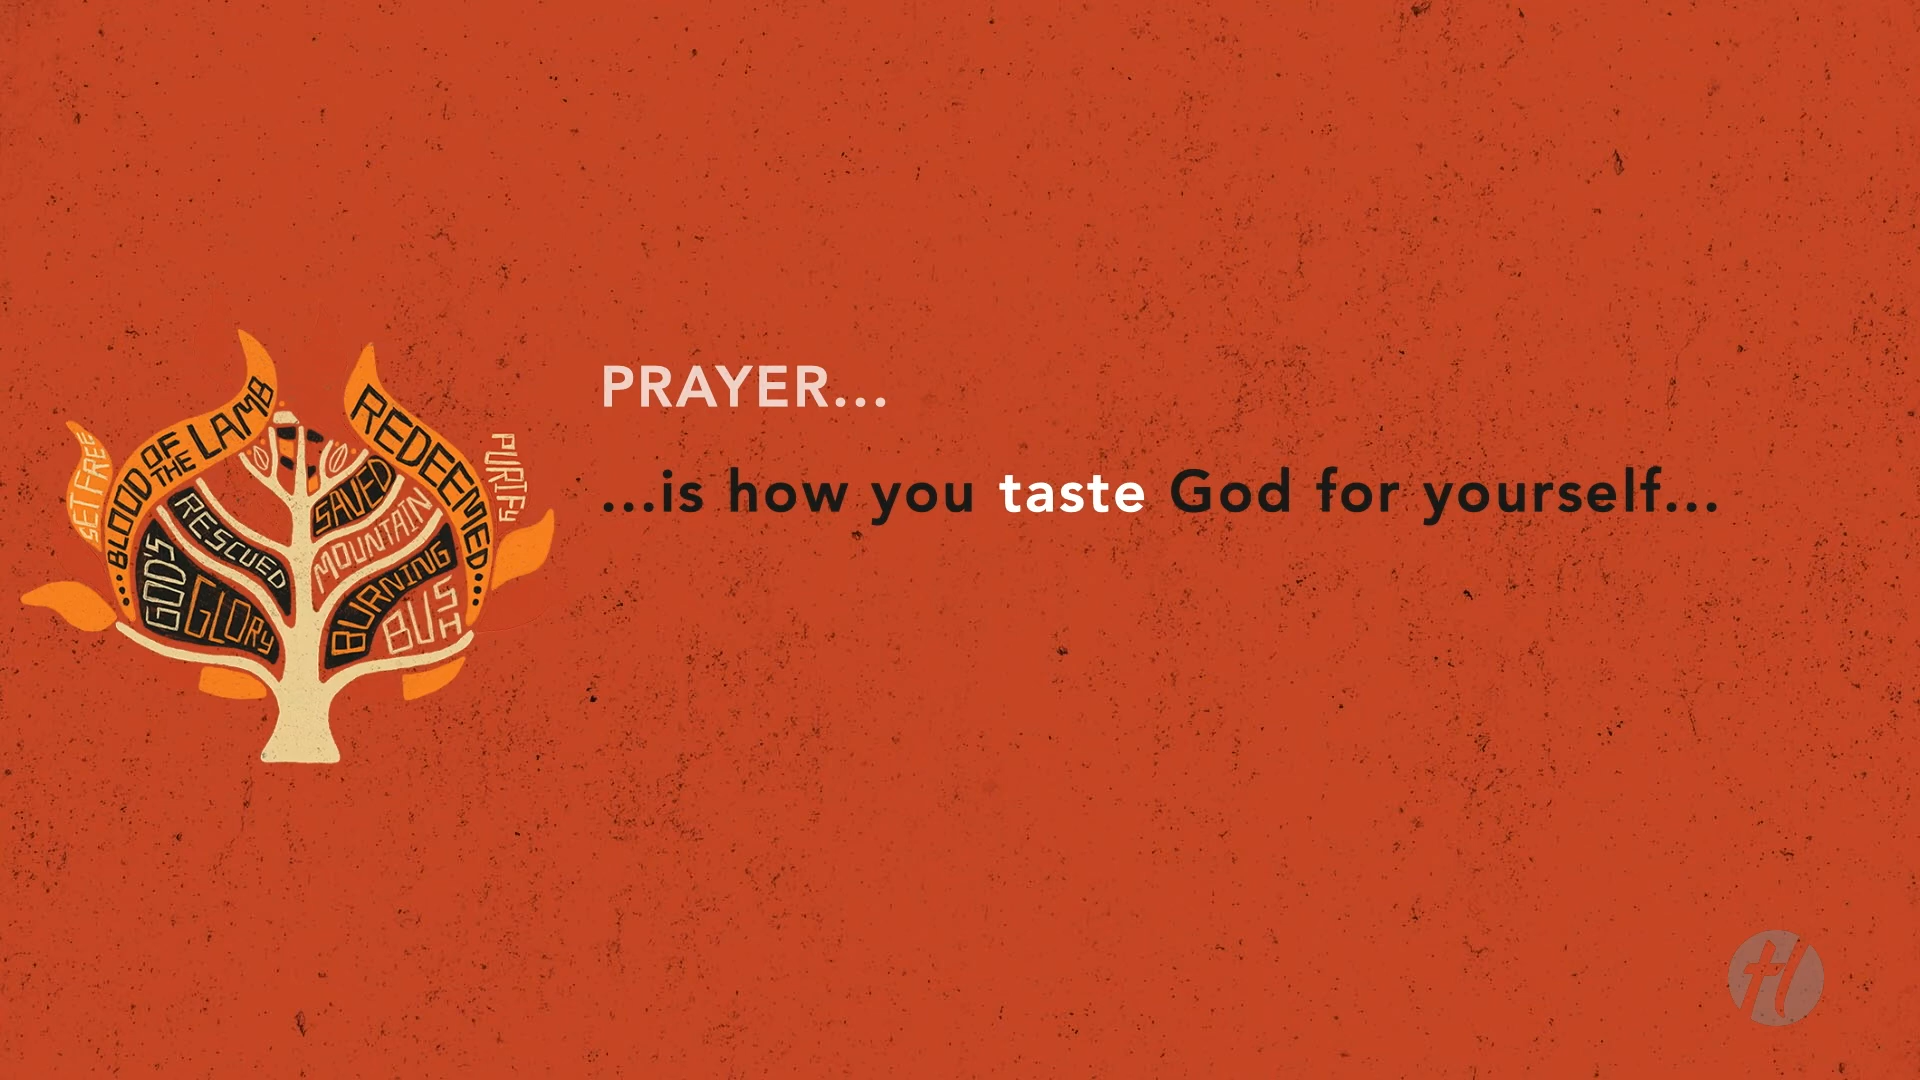 SET FREE
BLOOD OF THE LAMB
REDEEMED
PURIFY
RESCUED
SAVED
MOUNTAIN
GOD'S
GLORY
BURNING
BUSH
PRAYER...
...is how you taste God for yourself...